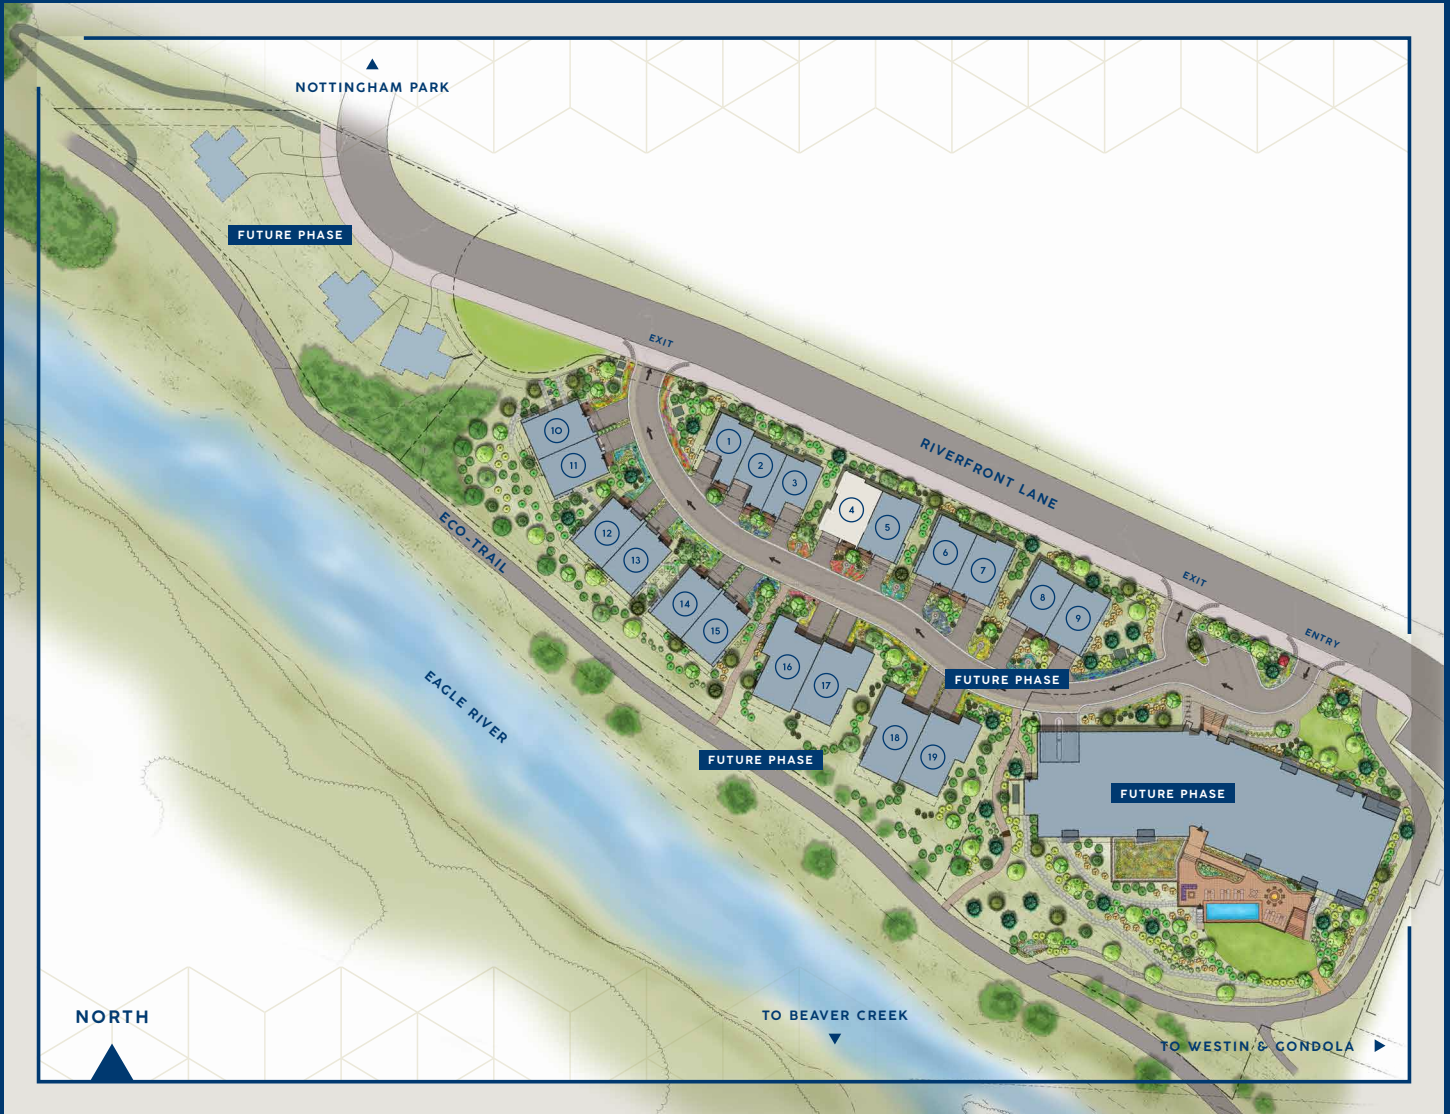 NOTTINGHAM PARK
FUTURE PHASE
EXIT
RIVERFRONT LANE
10
11
1
2
3
4
5
6
7
8
9
12
13
14
15
16
17
18
19
ECO-TRAIL
EXIT
ENTRY
FUTURE PHASE
EAGLE RIVER
FUTURE PHASE
FUTURE PHASE
NORTH
TO BEAVER CREEK
TO WESTIN & GONDOLA